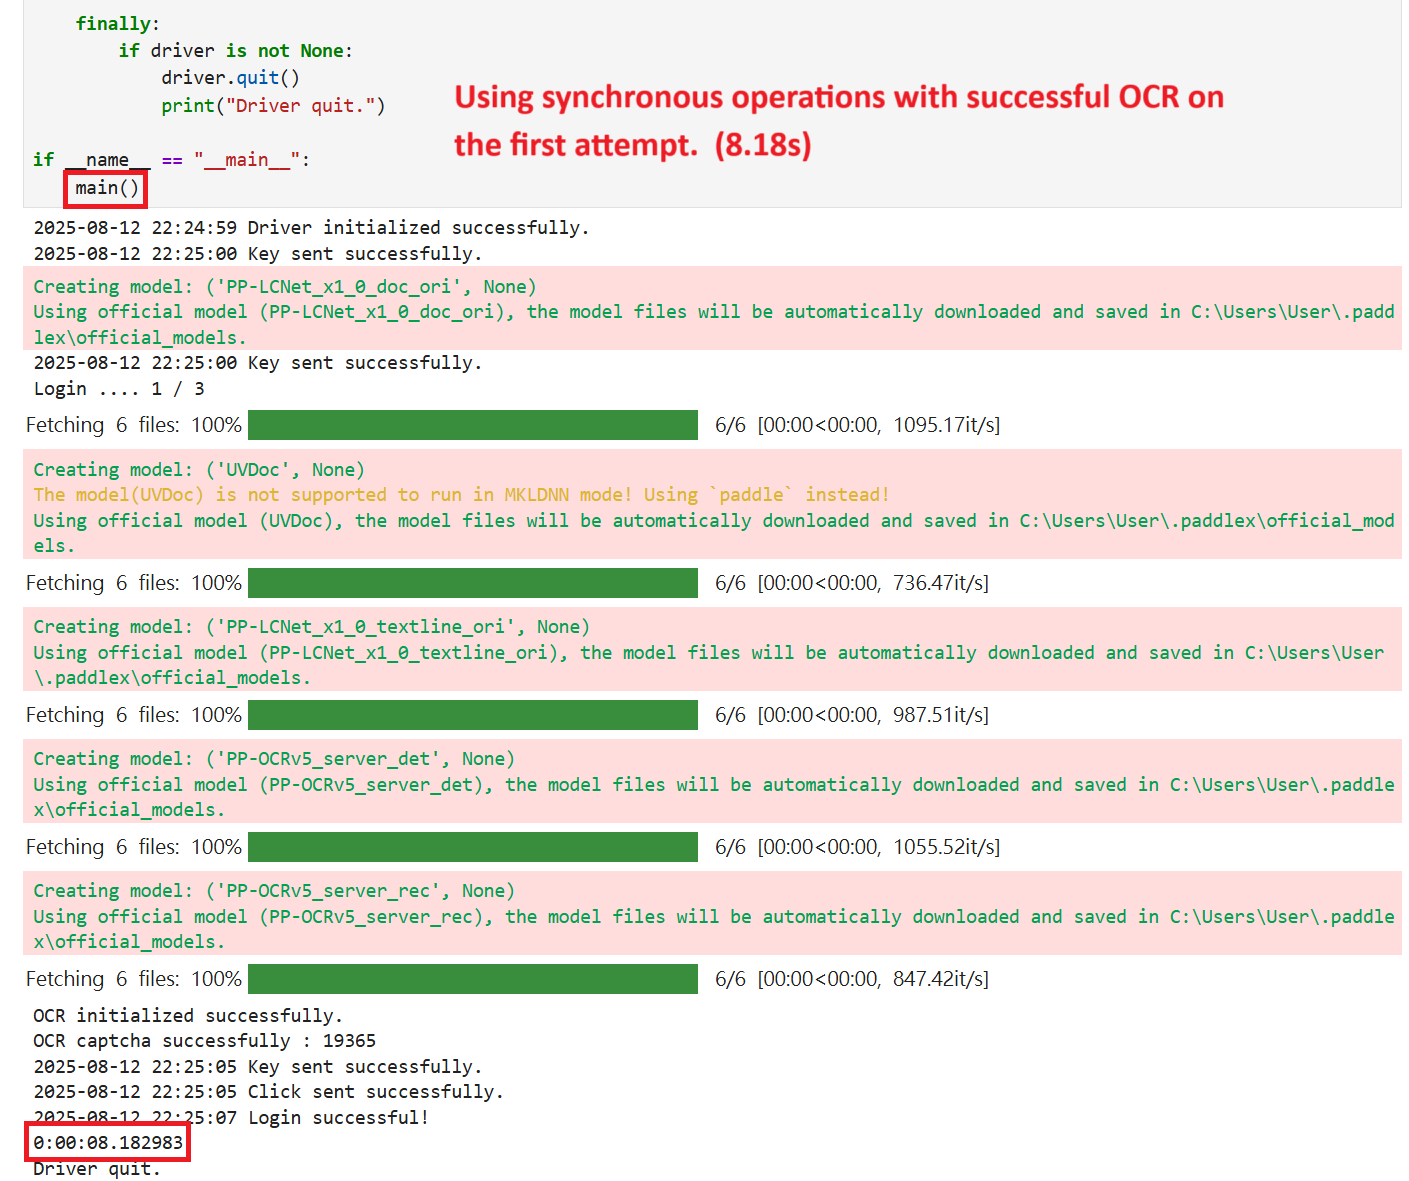 finally:
if driver is not None:
driver.quit()
print("Driver quit.")
Using synchronous operations with successful OCR on
the first attempt. (8.18s)
if __name__ == "__main__":
main()
2025-08-12 22:24:59 Driver initialized successfully.
2025-08-12 22:25:00 Key sent successfully.
Creating model: ('PP-LCNet_x1_0_doc_ori', None)
Using official model (PP-LCNet_x1_0_doc_ori), the model files will be automatically downloaded and saved in C:\Users\User\.padd
lex\official_models.
2025-08-12 22:25:00 Key sent successfully.
Login .... 1 / 3
Fetching 6 files: 100% 6/6 [00:00<00:00, 1095.17it/s]
Creating model: ('UVDoc', None)
The model(UVDoc) is not supported to run in MKLDNN mode! Using `paddle` instead!
Using official model (UVDoc), the model files will be automatically downloaded and saved in C:\Users\User\.paddlex\official_mod
els.
Fetching 6 files: 100% 6/6 [00:00<00:00, 736.47it/s]
Creating model: ('PP-LCNet_x1_0_textline_ori', None)
Using official model (PP-LCNet_x1_0_textline_ori), the model files will be automatically downloaded and saved in C:\Users\User
\.paddlex\official_models.
Fetching 6 files: 100% 6/6 [00:00<00:00, 987.51it/s]
Creating model: ('PP-OCRv5_server_det', None)
Using official model (PP-OCRv5_server_det), the model files will be automatically downloaded and saved in C:\Users\User\.paddle
x\official_models.
Fetching 6 files: 100% 6/6 [00:00<00:00, 1055.52it/s]
Creating model: ('PP-OCRv5_server_rec', None)
Using official model (PP-OCRv5_server_rec), the model files will be automatically downloaded and saved in C:\Users\User\.paddle
x\official_models.
Fetching 6 files: 100% 6/6 [00:00<00:00, 847.42it/s]
OCR initialized successfully.
OCR captcha successfully : 19365
2025-08-12 22:25:05 Key sent successfully.
2025-08-12 22:25:05 Click sent successfully.
2025-08-12 22:25:07 Login successful!
0:00:08.182983
Driver quit.